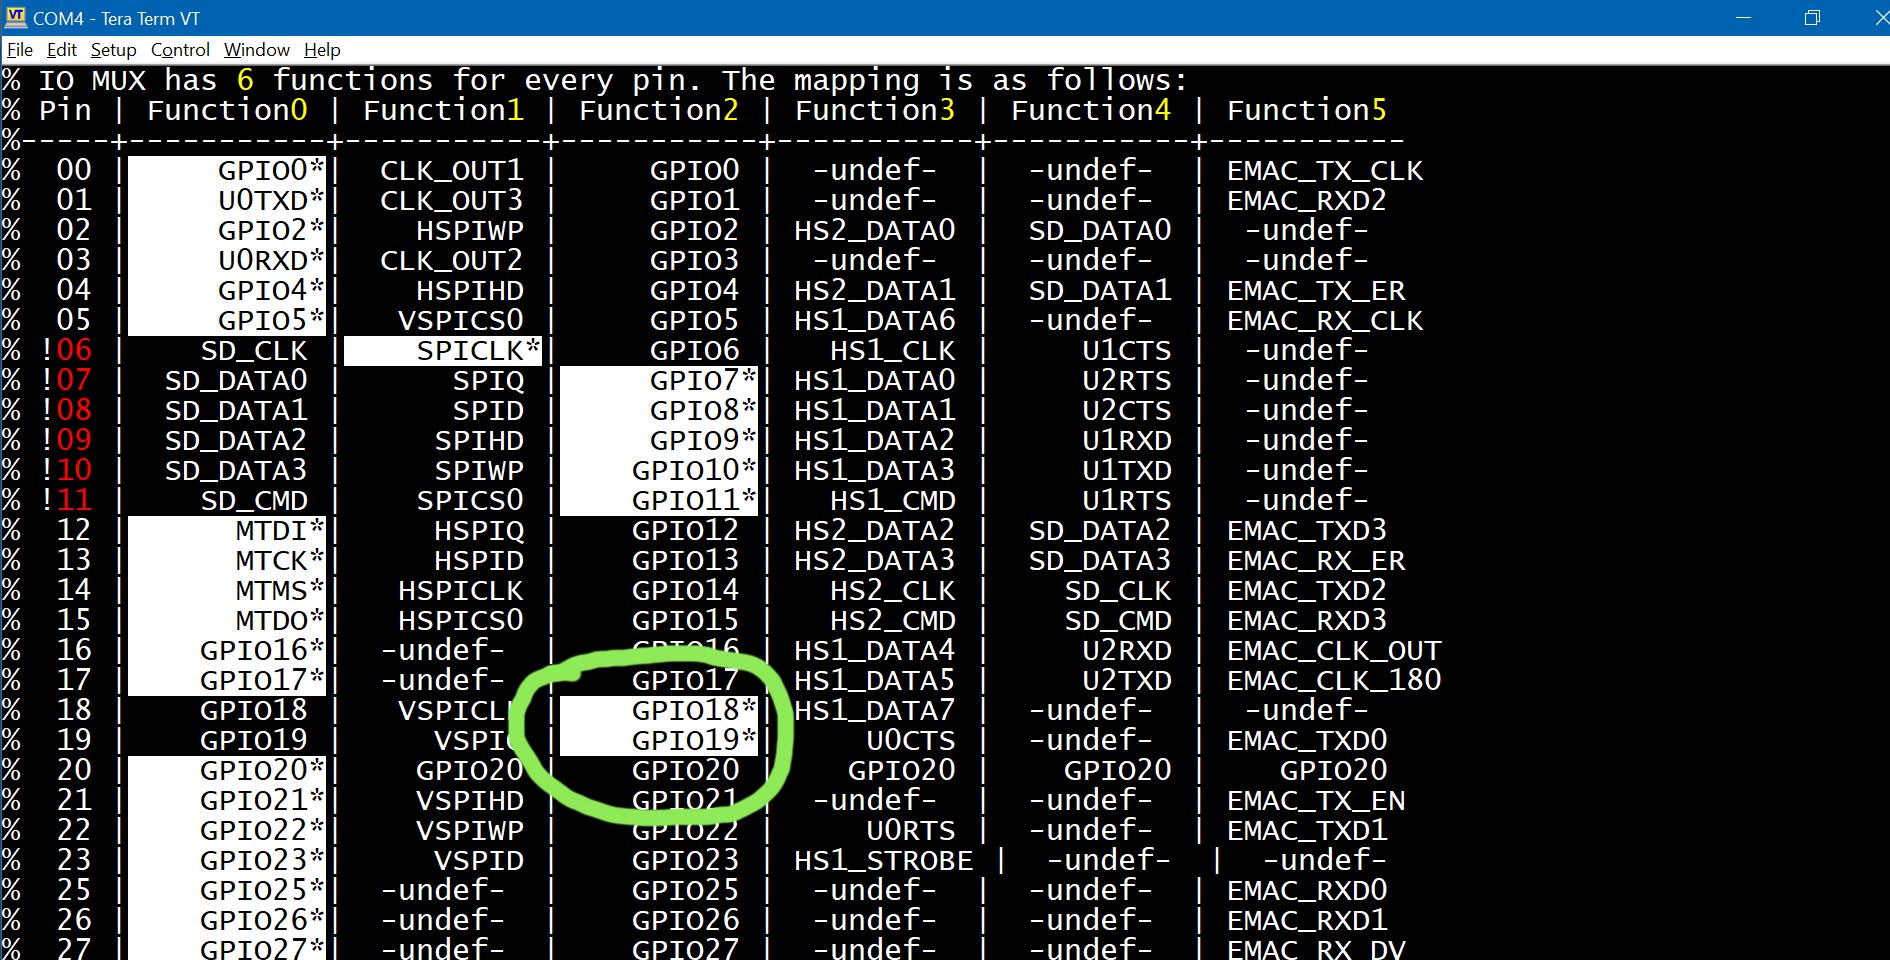 VT COM4 - Tera Term VT
File Edit Setup Control Window Help
% IO MUX has 6 functions for every pin. The mapping is as follows:
% Pin | Function0 | Function1 | Function2 | Function3 | Function4 | Function5
%-----+-----------+-----------+-----------+-----------+-----------+-----------
% 00 | GPIO0*| CLK_OUT1 | GPIO0 | -undef- | -undef- | EMAC_TX_CLK
% 01 | U0TXD*| CLK_OUT3 | GPIO1 | -undef- | -undef- | EMAC_RXD2
% 02 | GPIO2*| HSPIWP | GPIO2 | HS2_DATA0 | SD_DATA0 | -undef-
% 03 | U0RXD*| CLK_OUT2 | GPIO3 | -undef- | -undef- | -undef-
% 04 | GPIO4*| HSPIHD | GPIO4 | HS2_DATA1 | SD_DATA1 | EMAC_TX_ER
% 05 | GPIO5*| VSPICS0 | GPIO5 | HS1_DATA6 | -undef- | EMAC_RX_CLK
% !06 | SD_CLK | SPICLK*| GPIO6 | HS1_CLK | U1CTS | -undef-
% !07 | SD_DATA0 | SPIQ | GPIO7*| HS1_DATA0 | U2RTS | -undef-
% !08 | SD_DATA1 | SPID | GPIO8*| HS1_DATA1 | U2CTS | -undef-
% !09 | SD_DATA2 | SPIHD | GPIO9*| HS1_DATA2 | U1RXD | -undef-
% !10 | SD_DATA3 | SPIWP | GPIO10*| HS1_DATA3 | U1TXD | -undef-
% !11 | SD_CMD | SPICS0 | GPIO11*| HS1_CMD | U1RTS | -undef-
% 12 | MTDI*| HSPIQ | GPIO12 | HS2_DATA2 | SD_DATA2 | EMAC_TXD3
% 13 | MTCK*| HSPID | GPIO13 | HS2_DATA3 | SD_DATA3 | EMAC_RX_ER
% 14 | MTMS*| HSPICLK | GPIO14 | HS2_CLK | SD_CLK | EMAC_TXD2
% 15 | MTDO*| HSPICS0 | GPIO15 | HS2_CMD | SD_CMD | EMAC_RXD3
% 16 | GPIO16*| -undef- | GPIO16 | HS1_DATA4 | U2RXD | EMAC_CLK_OUT
% 17 | GPIO17*| -undef- | GPIO17 | HS1_DATA5 | U2TXD | EMAC_CLK_180
% 18 | GPIO18 | | GPIO18*| HS1_DATA7 | -undef- | -undef-
% 19 | GPIO19 | | GPIO19*| U0CTS | -undef- | EMAC_TXD0
% 20 | GPIO20*| GPIO20 | GPIO20 | GPIO20 | GPIO20 | GPIO20
% 21 | GPIO21*| VSPIHD | GPIO21 | -undef- | -undef- | EMAC_TX_EN
% 22 | GPIO22*| VSPIWP | GPIO22 | U0RTS | -undef- | EMAC_TXD1
% 23 | GPIO23*| VSPID | GPIO23 | HS1_STROBE | -undef- | -undef-
% 25 | GPIO25*| -undef- | GPIO25 | -undef- | -undef- | EMAC_RXD0
% 26 | GPIO26*| -undef- | GPIO26 | -undef- | -undef- | EMAC_RXD1
% 27 | GPIO27*| -undef- | GPIO27 | -undef- | -undef- | EMAC_RX_DV